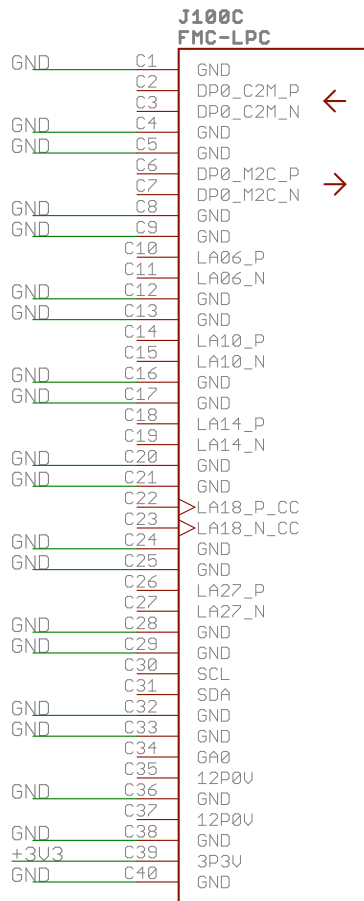 J100C
FMC-LPC
GND C1 GND
C2 DP0_C2M_P
C3 DP0_C2M_N
GND C4 GND
GND C5 GND
C6 DP0_M2C_P
C7 DP0_M2C_N
GND C8 GND
GND C9 GND
C10 LA06_P
C11 LA06_N
GND C12 GND
GND C13 GND
C14 LA10_P
C15 LA10_N
GND C16 GND
GND C17 GND
C18 LA14_P
C19 LA14_N
GND C20 GND
GND C21 GND
C22 LA18_P_CC
C23 LA18_N_CC
GND C24 GND
GND C25 GND
C26 LA27_P
C27 LA27_N
GND C28 GND
GND C29 GND
C30 SCL
C31 SDA
GND C32 GND
GND C33 GND
C34 GA0
C35 12P0V
GND C36 GND
C37 12P0V
GND C38 GND
+3V3 C39 3P3V
GND C40 GND